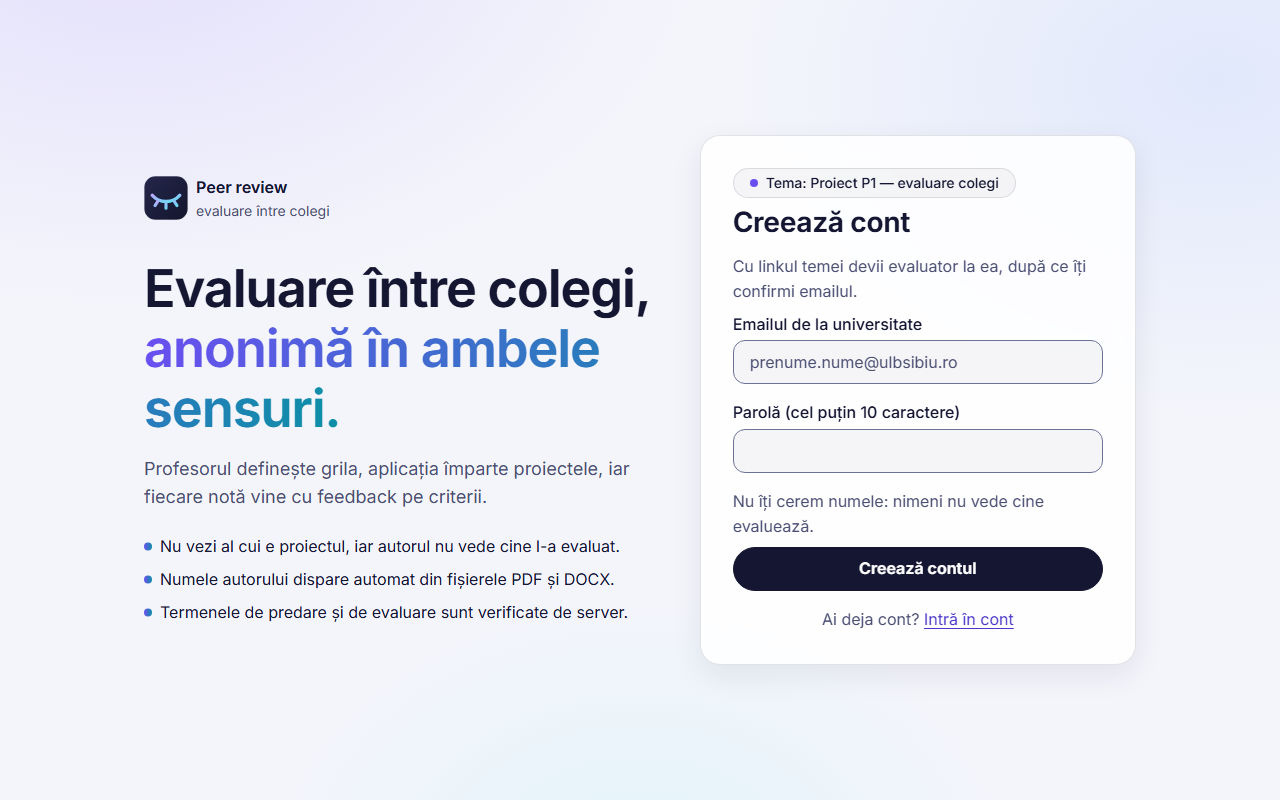 Peer review
evaluare între colegi
Evaluare între colegi,
anonimă în ambele
sensuri.
Profesorul definește grila, aplicația împarte proiectele, iar
fiecare notă vine cu feedback pe criterii.
Nu vezi al cui e proiectul, iar autorul nu vede cine l-a evaluat.
Numele autorului dispare automat din fișierele PDF și DOCX.
Termenele de predare și de evaluare sunt verificate de server.
Tema: Proiect P1 — evaluare colegi
Creează cont
Cu linkul temei devii evaluator la ea, după ce îți
confirmi emailul.
Emailul de la universitate
prenume.nume@ulbsibiu.ro
Parolă (cel puțin 10 caractere)
Nu îți cerem numele: nimeni nu vede cine
evaluează.
Creează contul
Ai deja cont? Intră în cont